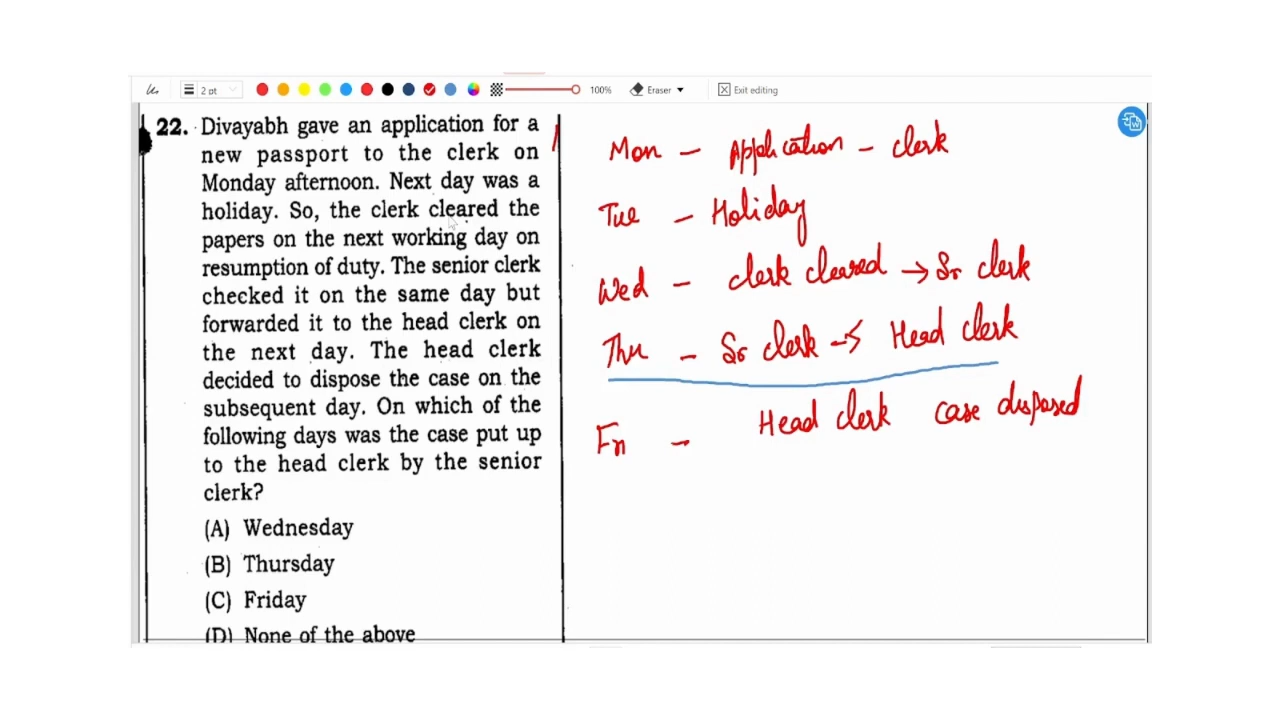 2 pt
100%
Eraser
Exit editing
22. Divayabh gave an application for a
new passport to the clerk on
Monday afternoon. Next day was a
holiday. So, the clerk cleared the
papers on the next working day on
resumption of duty. The senior clerk
checked it on the same day but
forwarded it to the head clerk on
the next day. The head clerk
decided to dispose the case on the
subsequent day. On which of the
following days was the case put up
to the head clerk by the senior
clerk?
(A) Wednesday
(B) Thursday
(C) Friday
(D) None of the above
Mon - Application - clerk
Tue - Holiday
Wed - clerk cleared → Sr clerk
Thu - Sr clerk → Head clerk
Fri - Head clerk case disposed